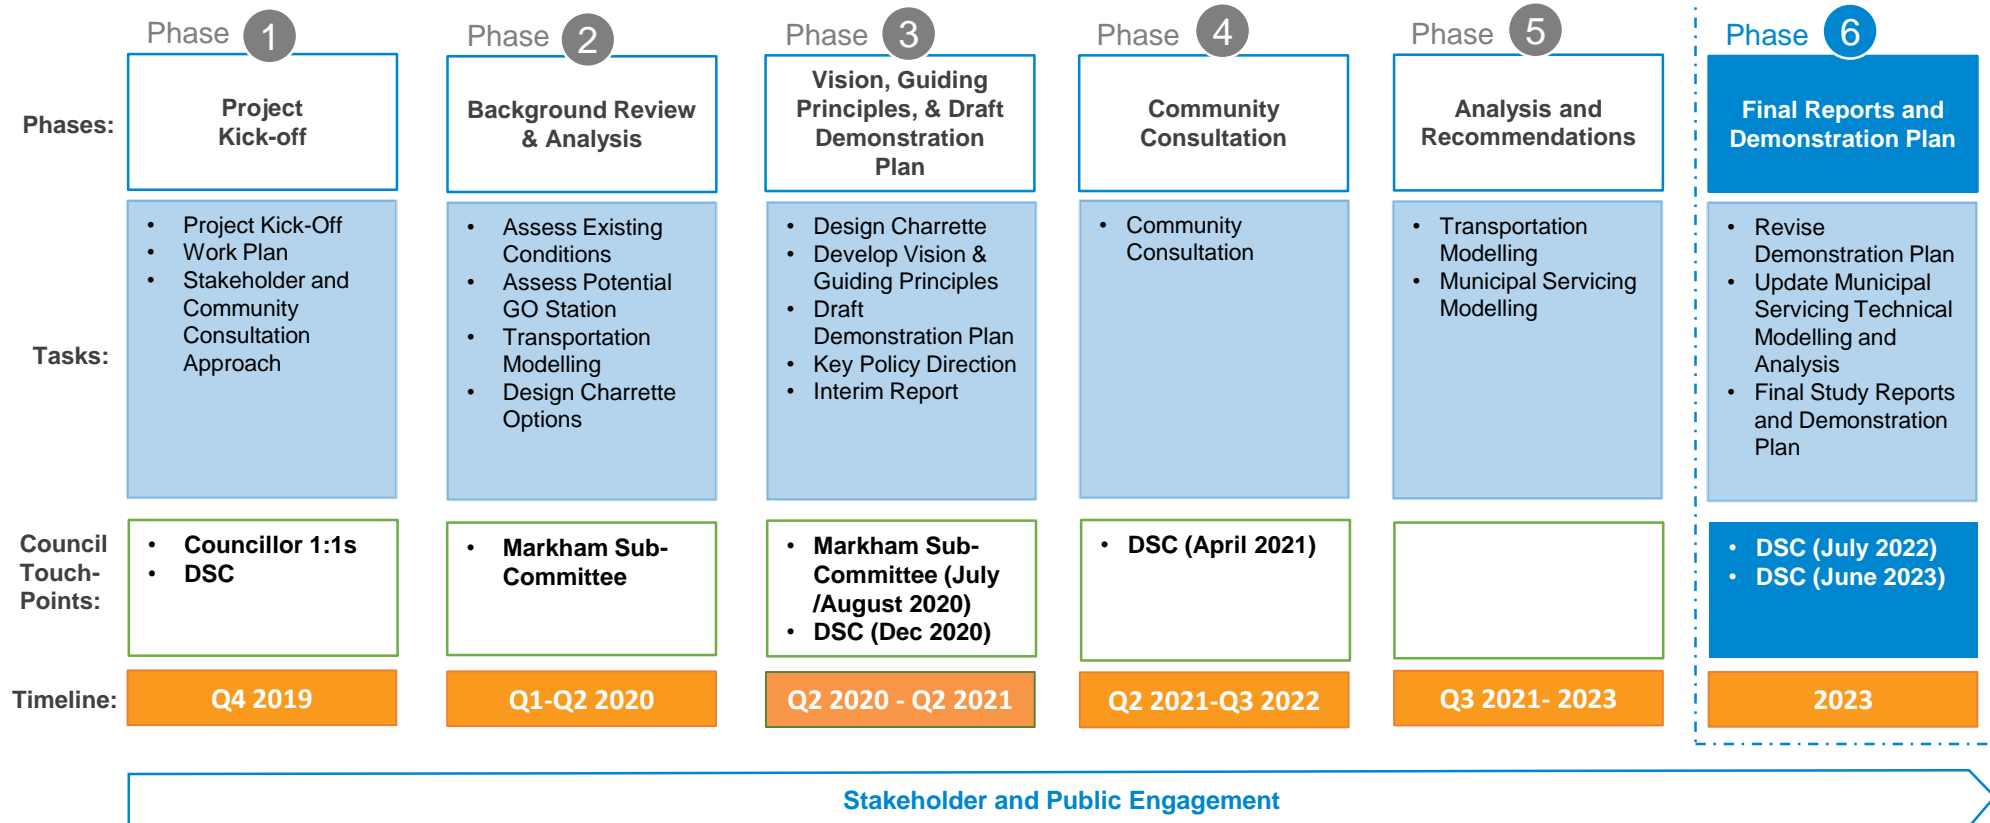 Phase 1
Phase 2
Phase 3
Phase 4
Phase 5
Phase 6
Phases:
Project
Kick-off
Background Review
& Analysis
Vision, Guiding
Principles, & Draft
Demonstration
Plan
Community
Consultation
Analysis and
Recommendations
Final Reports and
Demonstration Plan
Tasks:
• Project Kick-Off
• Work Plan
• Stakeholder and
Community
Consultation
Approach
• Assess Existing
Conditions
• Assess Potential
GO Station
• Transportation
Modelling
• Design Charrette
Options
• Design Charrette
• Develop Vision &
Guiding Principles
• Draft
Demonstration Plan
• Key Policy Direction
• Interim Report
• Community
Consultation
• Transportation
Modelling
• Municipal Servicing
Modelling
• Revise
Demonstration Plan
• Update Municipal
Servicing Technical
Modelling and
Analysis
• Final Study Reports
and Demonstration
Plan
Council
Touch-
Points:
• Councillor 1:1s
• DSC
• Markham Sub-
Committee
• Markham Sub-
Committee (July
/August 2020)
• DSC (Dec 2020)
• DSC (April 2021)
• DSC (July 2022)
• DSC (June 2023)
Timeline:
Q4 2019
Q1-Q2 2020
Q2 2020 - Q2 2021
Q2 2021-Q3 2022
Q3 2021- 2023
2023
Stakeholder and Public Engagement